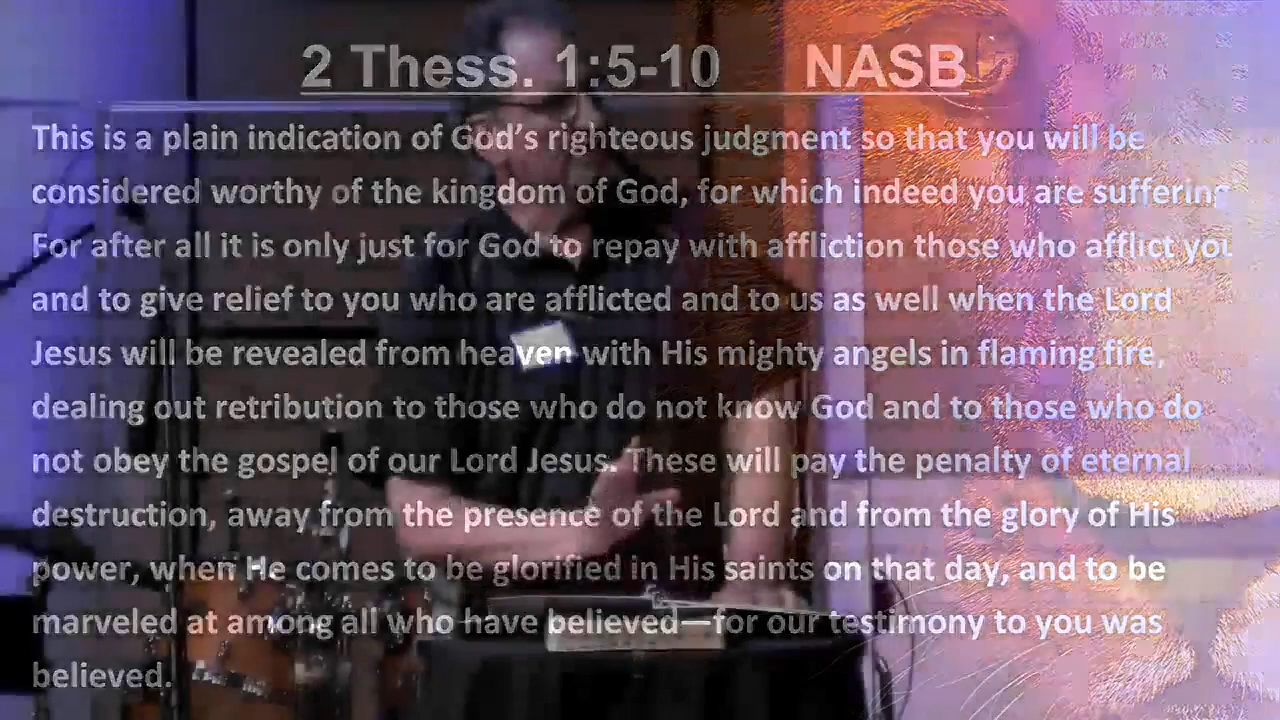 2 Thess. 1:5-10 NASB
This is a plain indication of God’s righteous judgment so that you will be
considered worthy of the kingdom of God, for which indeed you are suffering
For after all it is only just for God to repay with affliction those who afflict you
and to give relief to you who are afflicted and to us as well when the Lord
Jesus will be revealed from heaven with His mighty angels in flaming fire,
dealing out retribution to those who do not know God and to those who do
not obey the gospel of our Lord Jesus. These will pay the penalty of eternal
destruction, away from the presence of the Lord and from the glory of His
power, when He comes to be glorified in His saints on that day, and to be
marveled at among all who have believed—for our testimony to you was
believed.